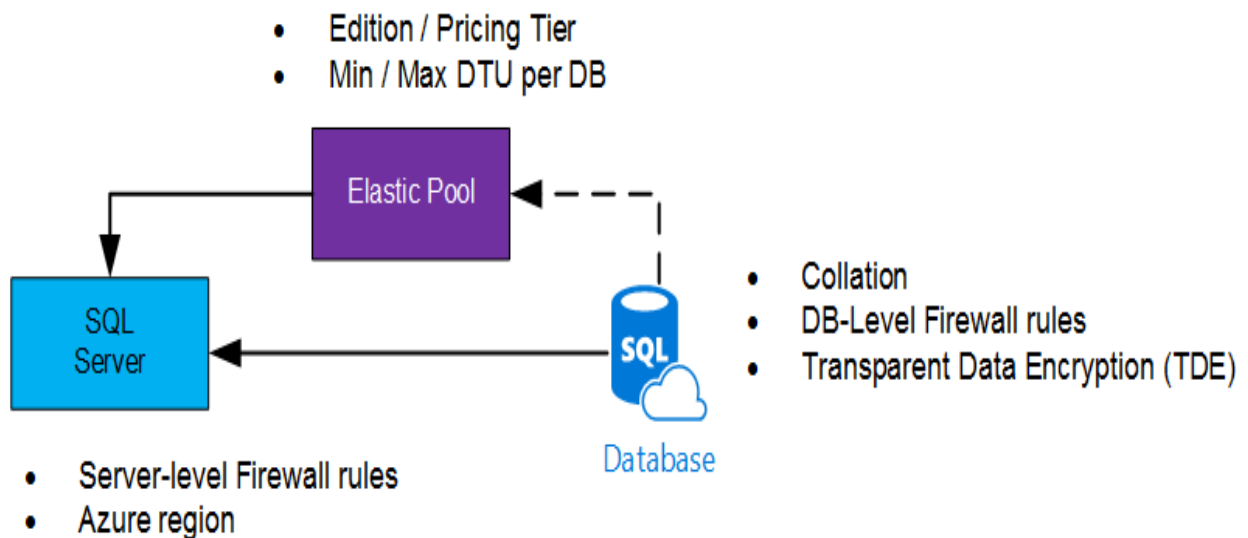 • Edition / Pricing Tier
• Min / Max DTU per DB
Elastic Pool
SQL
Server
SQL
Database
• Collation
• DB-Level Firewall rules
• Transparent Data Encryption (TDE)
• Server-level Firewall rules
• Azure region